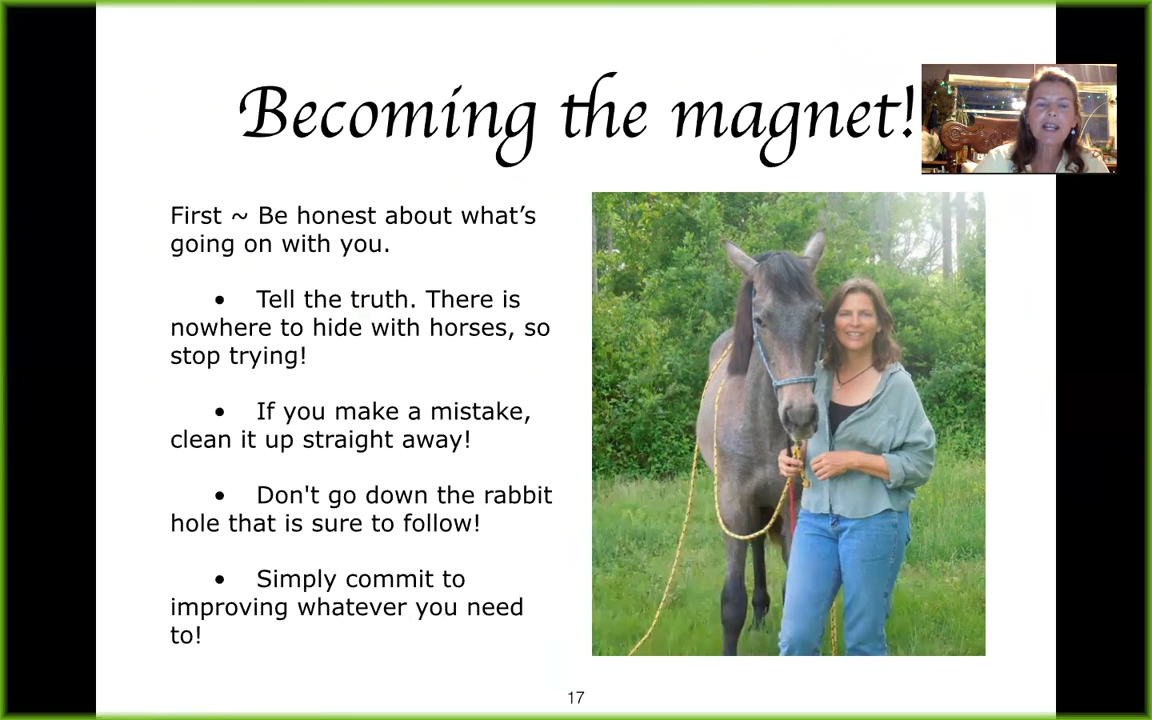 Becoming the magnet!
First ~ Be honest about what’s
going on with you.
• Tell the truth. There is
nowhere to hide with horses, so
stop trying!
• If you make a mistake,
clean it up straight away!
• Don't go down the rabbit
hole that is sure to follow!
• Simply commit to
improving whatever you need
to!
17